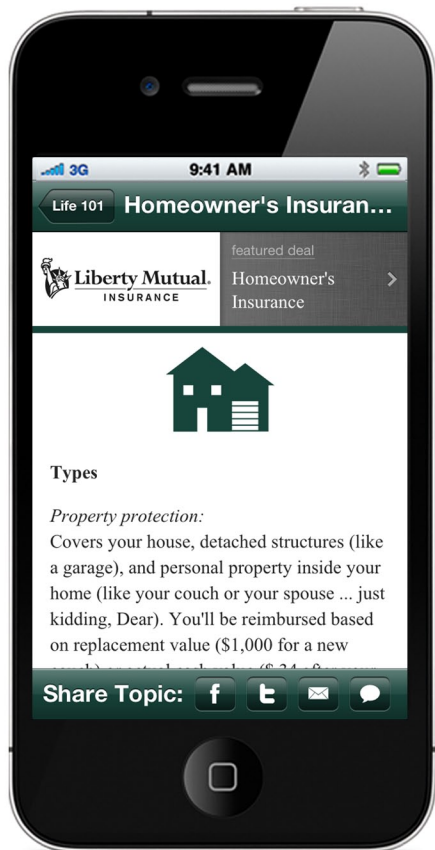 3G 9:41 AM
Life 101 Homeowner's Insuran...
Liberty Mutual.
INSURANCE
featured deal
Homeowner's
Insurance
Types
Property protection:
Covers your house, detached structures (like
a garage), and personal property inside your
home (like your couch or your spouse ... just
kidding, Dear). You'll be reimbursed based
on replacement value ($1,000 for a new
Share Topic: f t